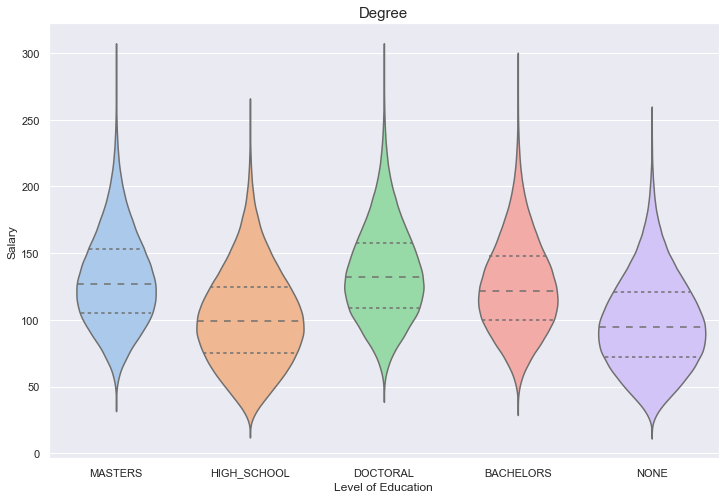 Degree
300
250
200
150
100
50
0
Salary
MASTERS HIGH_SCHOOL DOCTORAL BACHELORS NONE
Level of Education